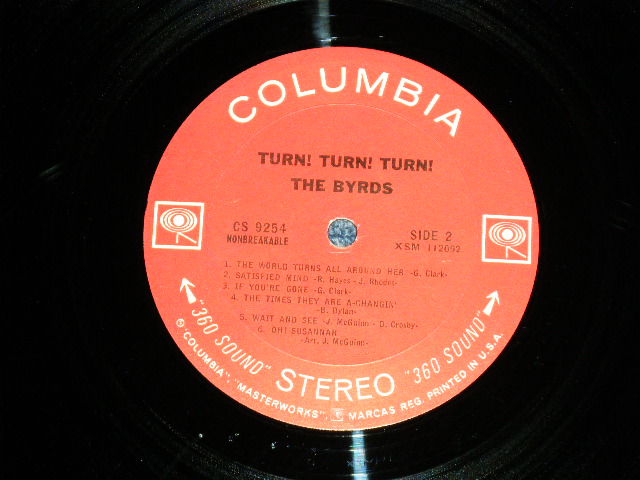 COLUMBIA
TURN! TURN! TURN!
THE BYRDS
CS 9254
NONBREAKABLE
SIDE 2
XSM 112092
1. THE WORLD TURNS ALL AROUND HER -G. Clark-
2. SATISFIED MIND -R. Hayes - J. Rhodes-
3. IF YOU'RE GONE -G. Clark-
4. THE TIMES THEY ARE A-CHANGIN'
-B. Dylan-
5. WAIT AND SEE -J. McGuinn - D. Crosby-
6. OH! SUSANNAH
-Arr. J. McGuinn-
"360 SOUND" STEREO "360 SOUND"
® "COLUMBIA", "MASTERWORKS", MARCAS REG. PRINTED IN U.S.A.